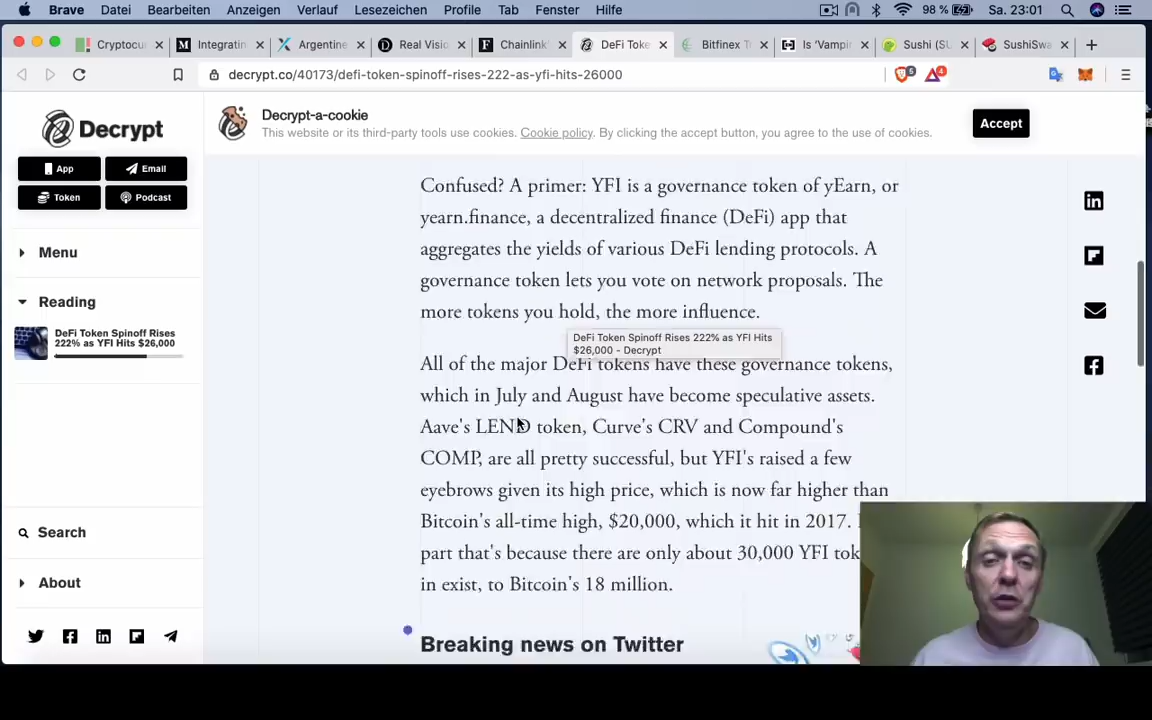 Brave Datei Bearbeiten Anzeigen Verlauf Lesezeichen Profile Tab Fenster Hilfe 98 % Sa. 23:01
Cryptocu Integratin Argentine Real Visio Chainlink DeFi Toke Bitfinex T Is 'Vampir Sushi (SU SushiSwa
decrypt.co/40173/defi-token-spinoff-rises-222-as-yfi-hits-26000 5 4
Decrypt
App Email
Token Podcast
Menu
Reading
DeFi Token Spinoff Rises
222% as YFI Hits $26,000
Search
About
Decrypt-a-cookie
This website or its third-party tools use cookies. Cookie policy. By clicking the accept button, you agree to the use of cookies.
Accept
Confused? A primer: YFI is a governance token of yEarn, or
yearn.finance, a decentralized finance (DeFi) app that
aggregates the yields of various DeFi lending protocols. A
governance token lets you vote on network proposals. The
more tokens you hold, the more influence.
DeFi Token Spinoff Rises 222% as YFI Hits
$26,000 - Decrypt
All of the major DeFi tokens have these governance tokens,
which in July and August have become speculative assets.
Aave's LEND token, Curve's CRV and Compound's
COMP, are all pretty successful, but YFI's raised a few
eyebrows given its high price, which is now far higher than
Bitcoin's all-time high, $20,000, which it hit in 2017.
part that's because there are only about 30,000 YFI tok
in exist, to Bitcoin's 18 million.
Breaking news on Twitter